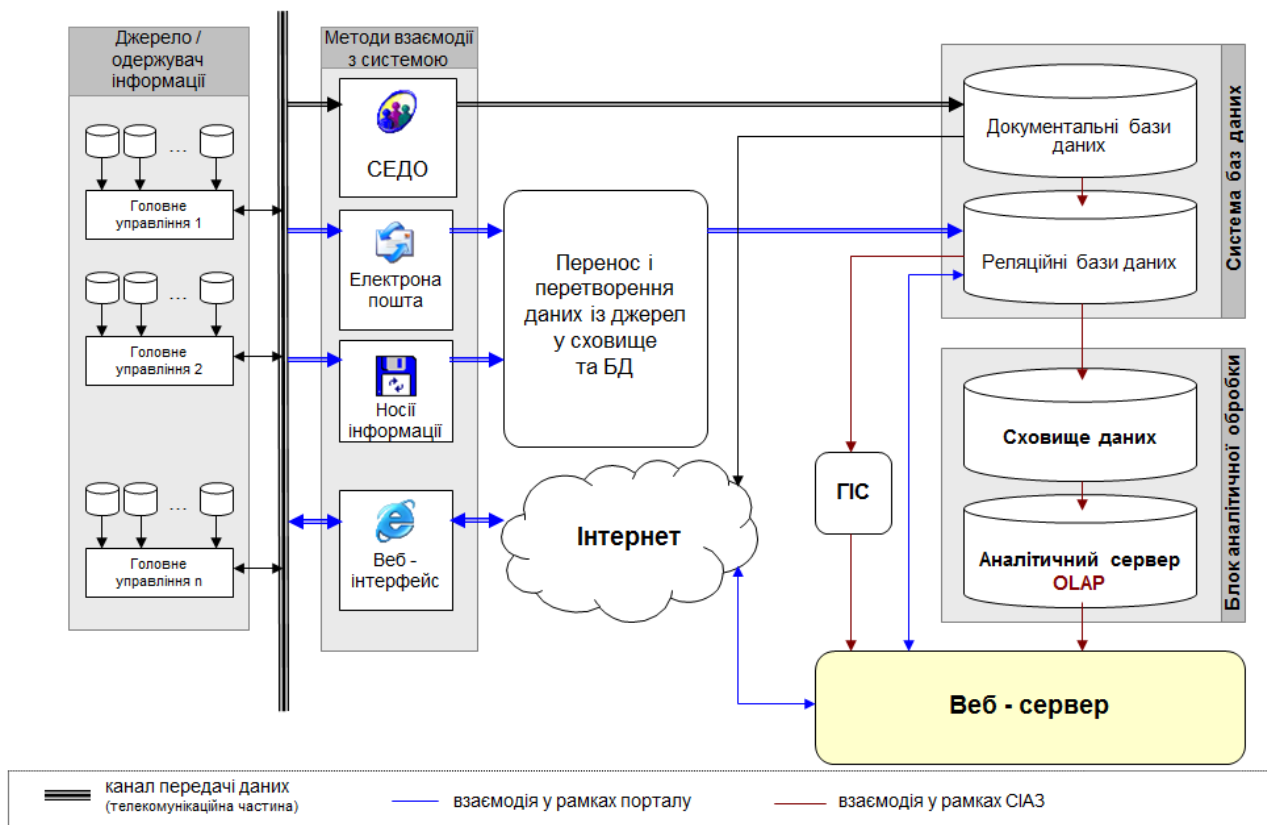 Джерело /
одержувач
інформації
...
Головне
управління 1
...
Головне
управління 2
...
Головне
управління n
Методи взаємодії
з системою
СЕДО
Електрона
пошта
Носії
інформації
Веб -
інтерфейс
Перенос і
перетворення
даних із джерел
у сховище
та БД
Інтернет
ГІС
Документальні бази
даних
Реляційні бази даних
Система баз даних
Сховище даних
Аналітичний сервер
OLAP
Блок аналітичної обробки
Веб - сервер
канал передачі даних
(телекомунікаційна частина)
взаємодія у рамках порталу
взаємодія у рамках СІАЗ